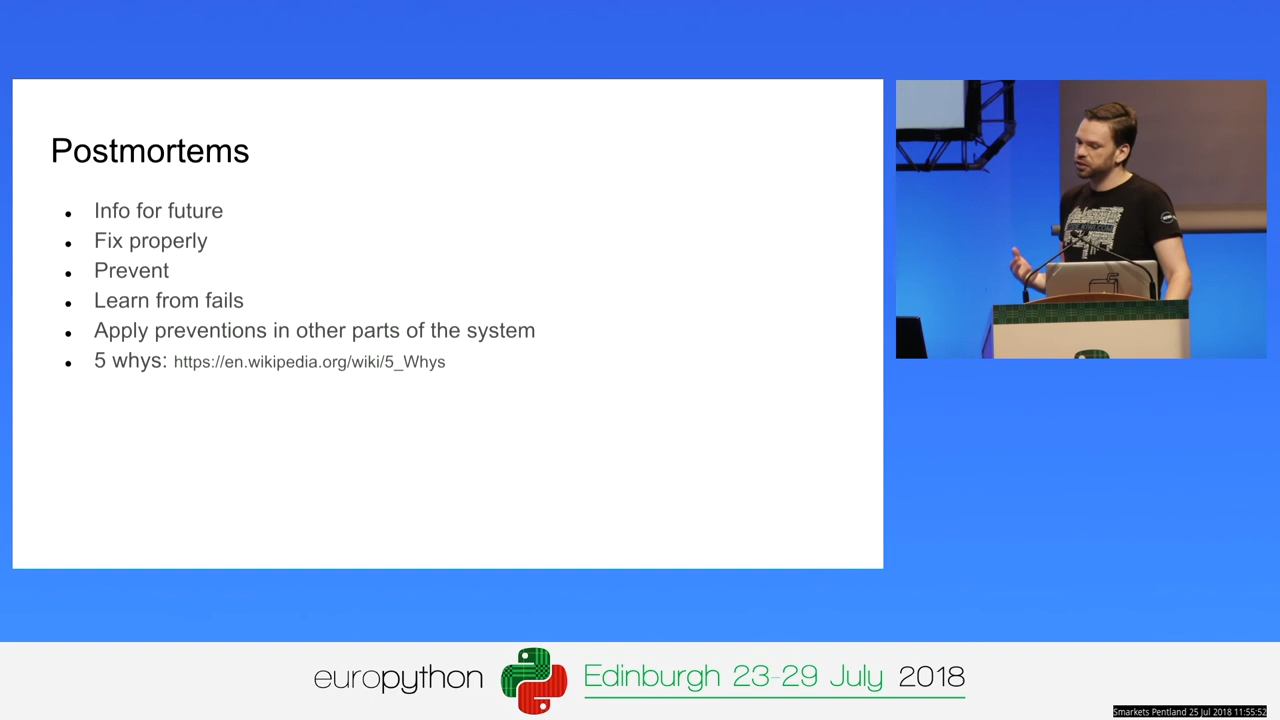 Postmortems
Info for future
Fix properly
Prevent
Learn from fails
Apply preventions in other parts of the system
5 whys: https://en.wikipedia.org/wiki/5_Whys
europython
Edinburgh 23-29 July 2018
Smarkets Pentland 25 Jul 2018 11:55:52